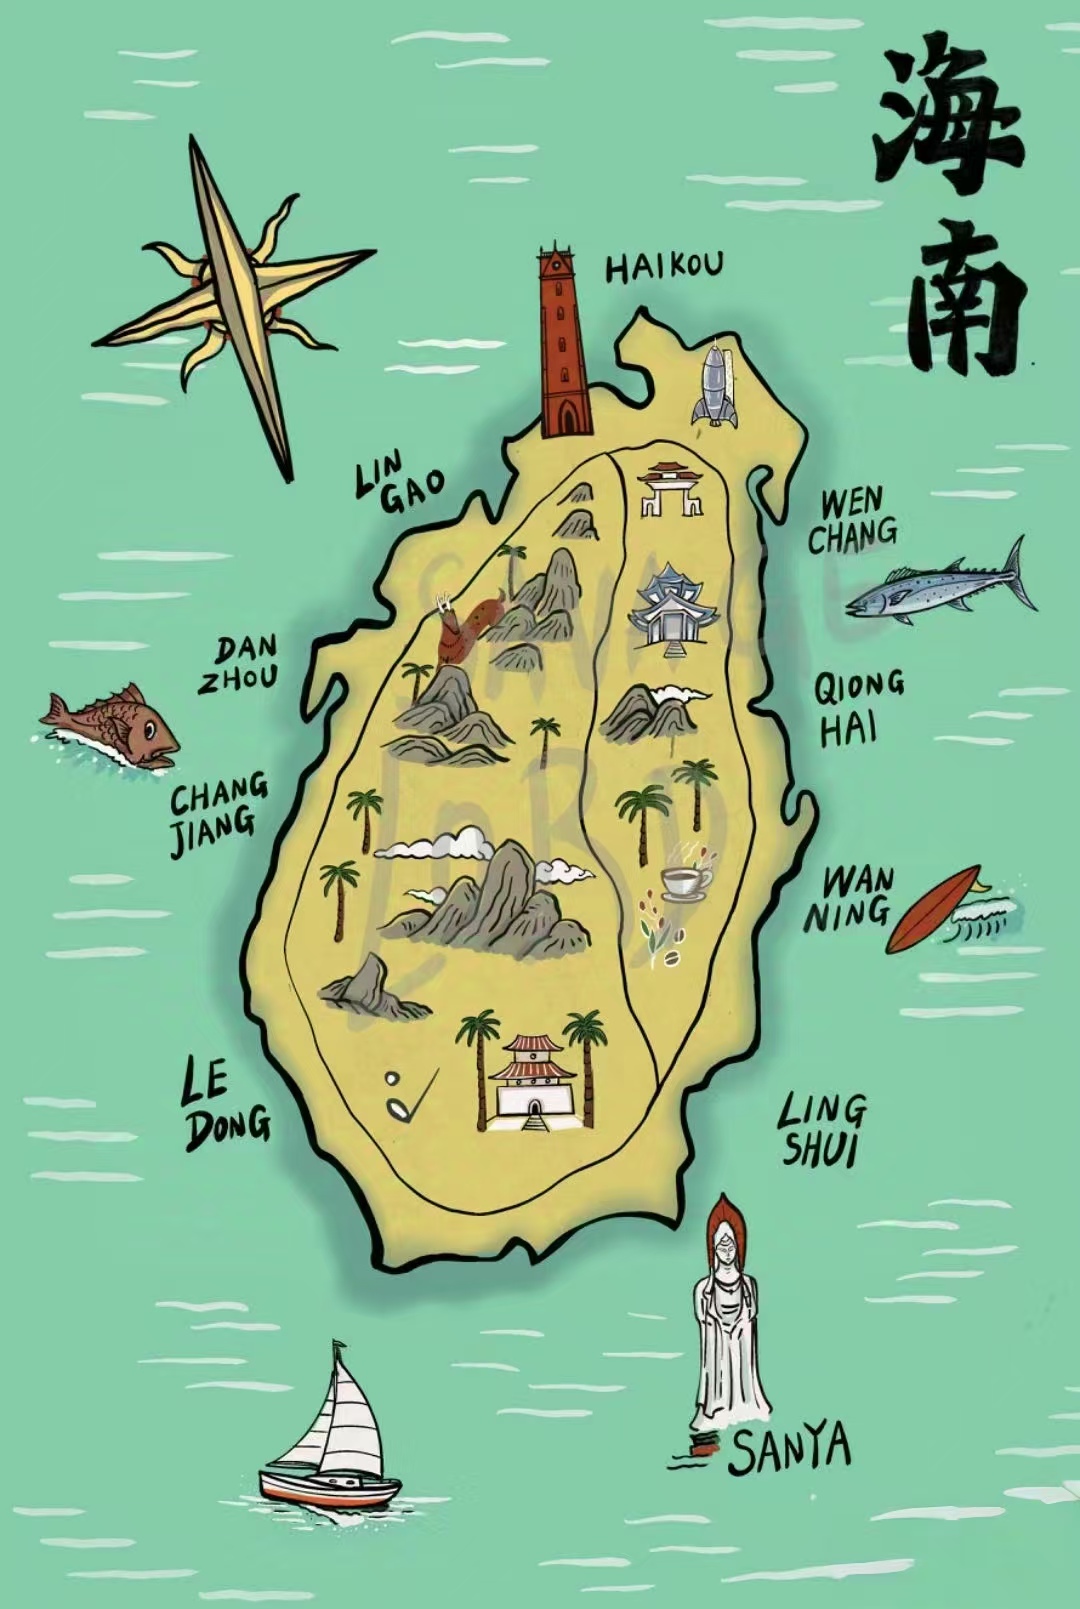 海
南
HAIKOU
LIN
GAO
WEN
CHANG
DAN
ZHOU
QIONG
HAI
CHANG
JIANG
WAN
NING
LE
DONG
LING
SHUI
SANYA